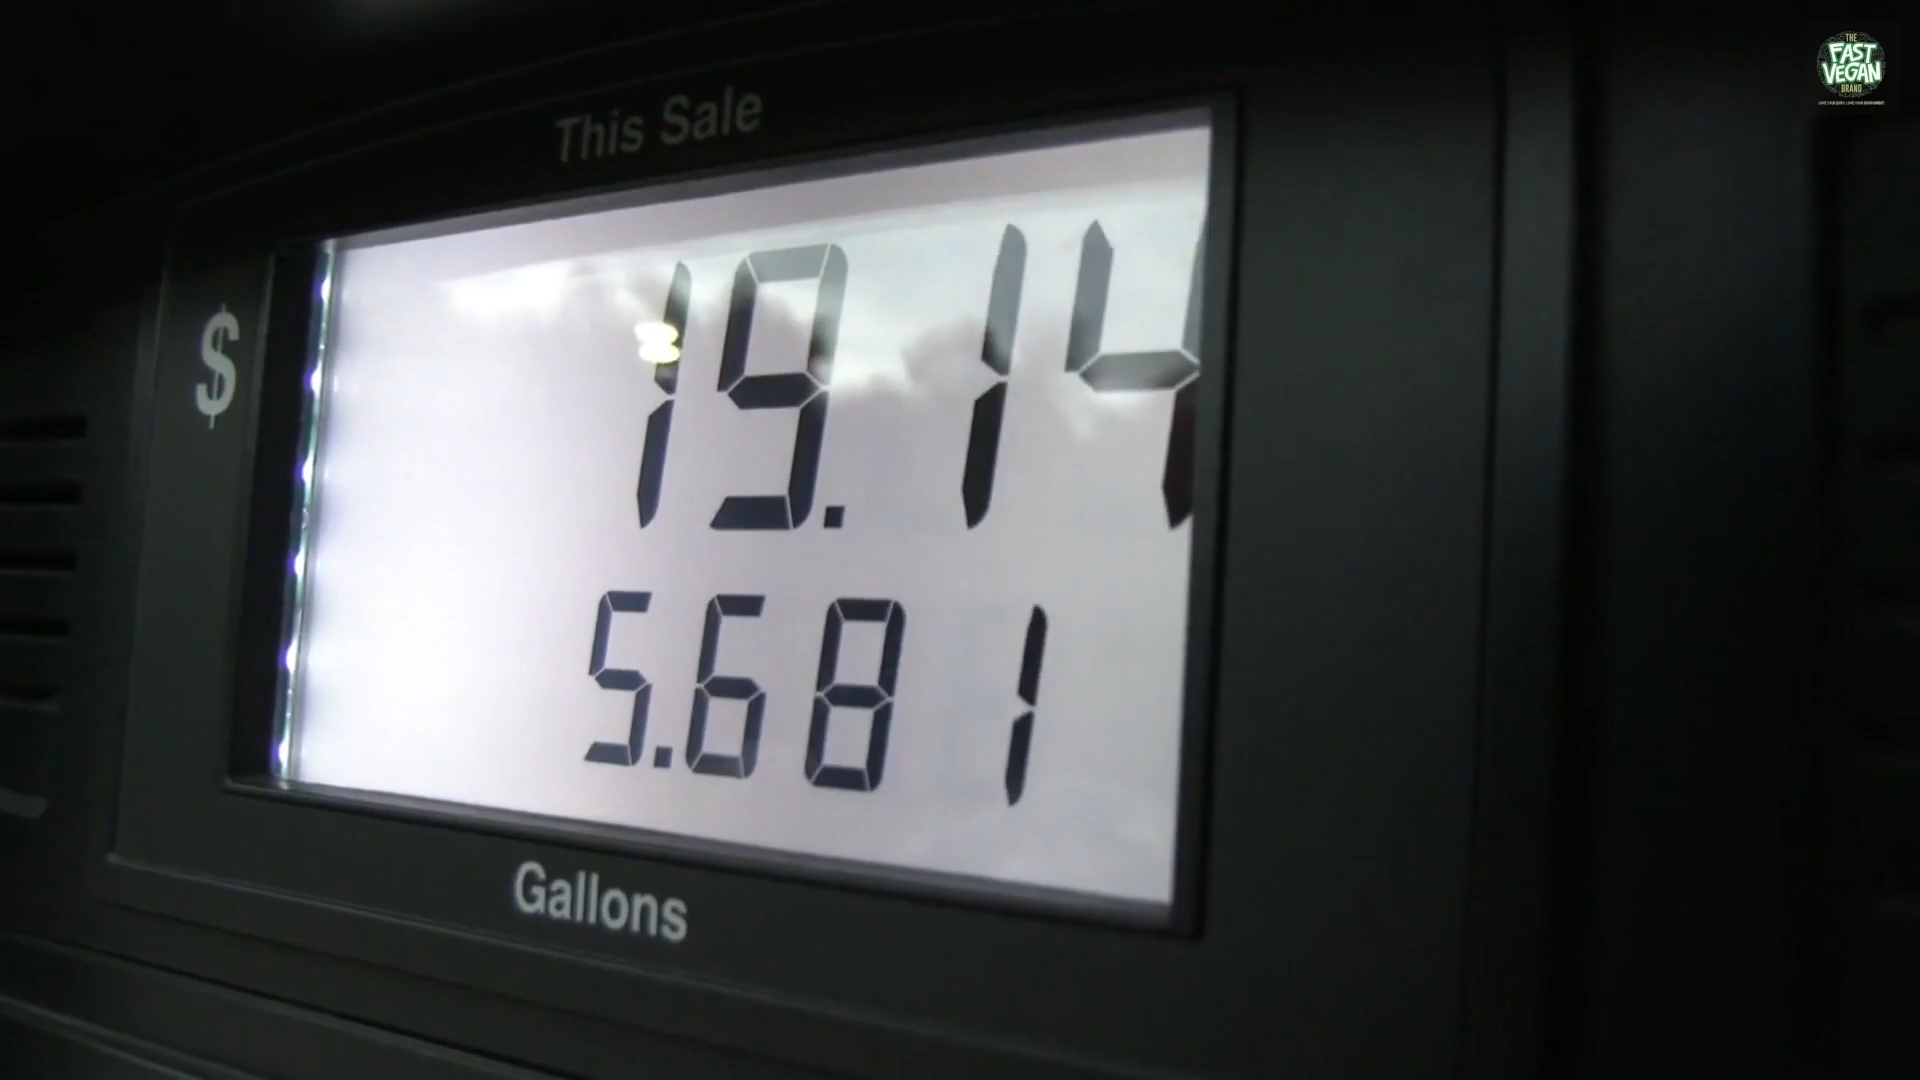 THE
FAST
VEGAN
BRAND
This Sale
$ 19.14
5.681
Gallons